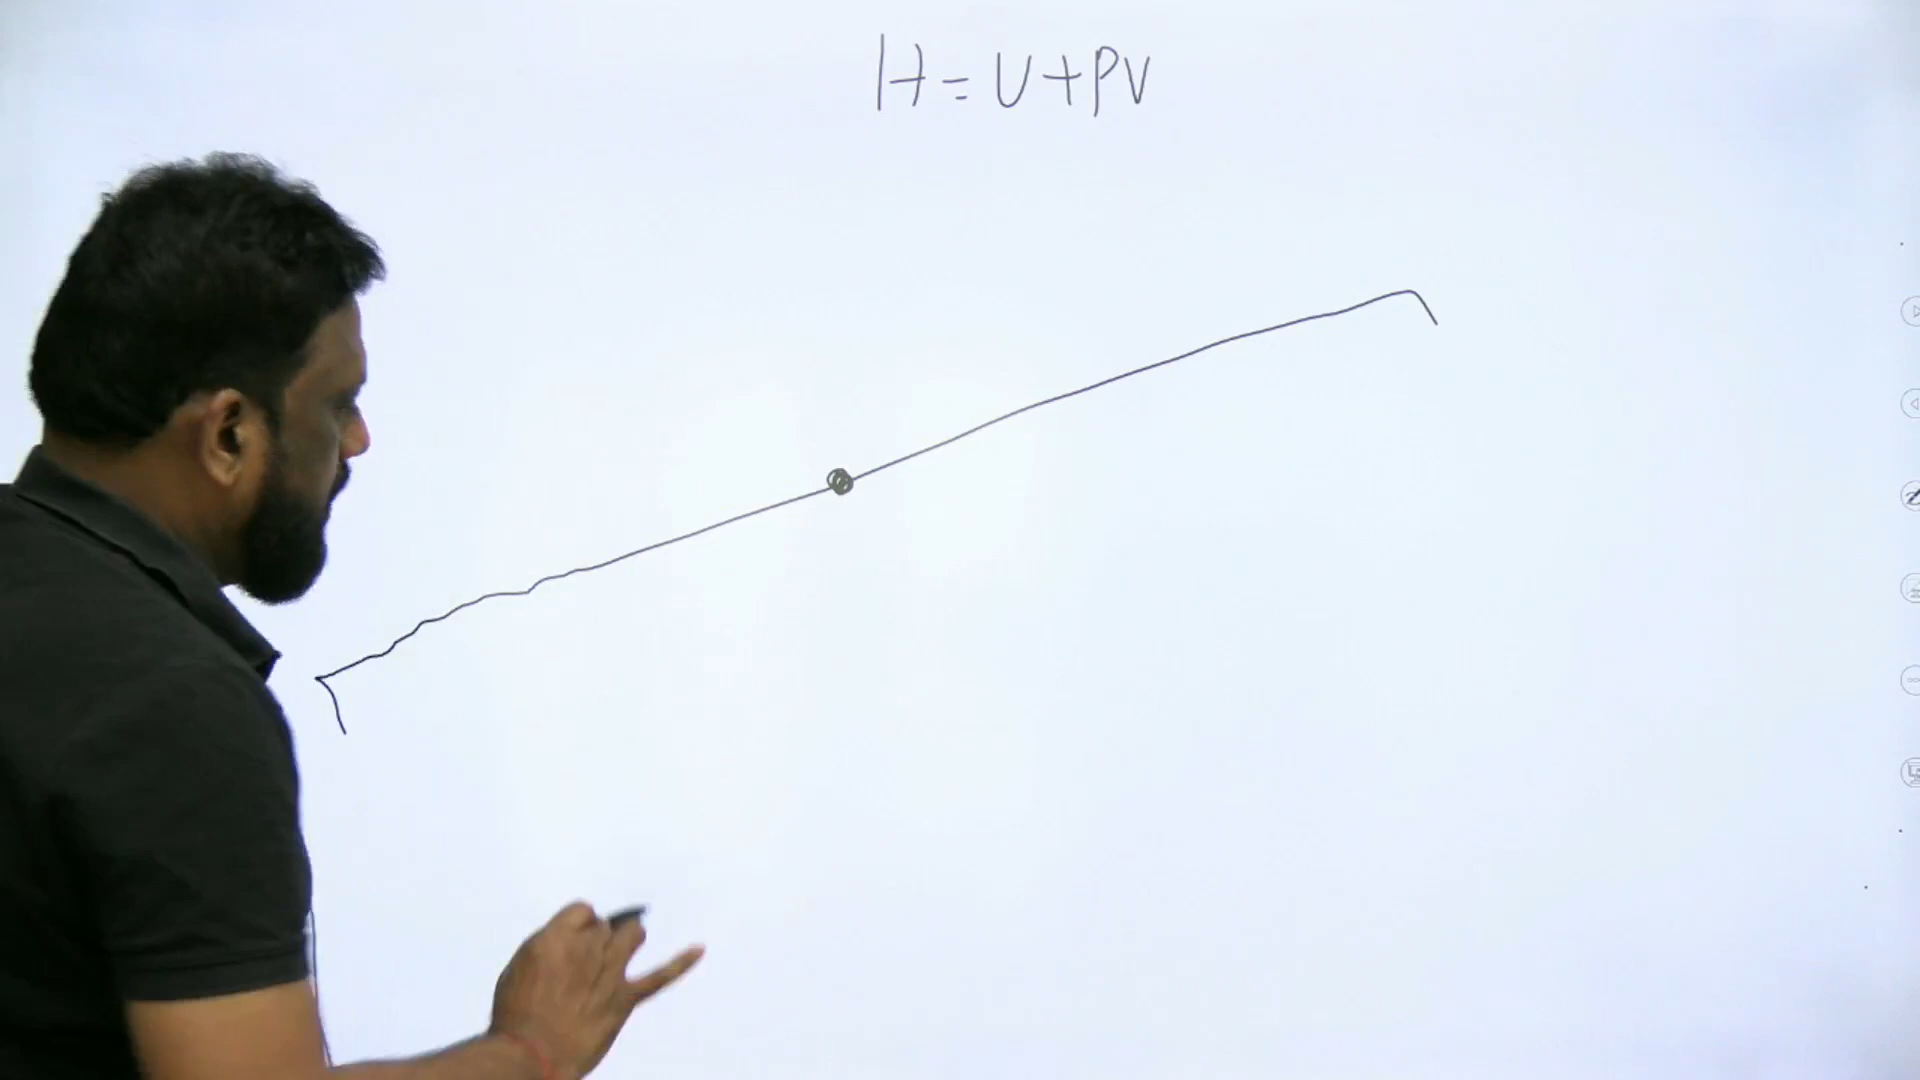 H = U + PV